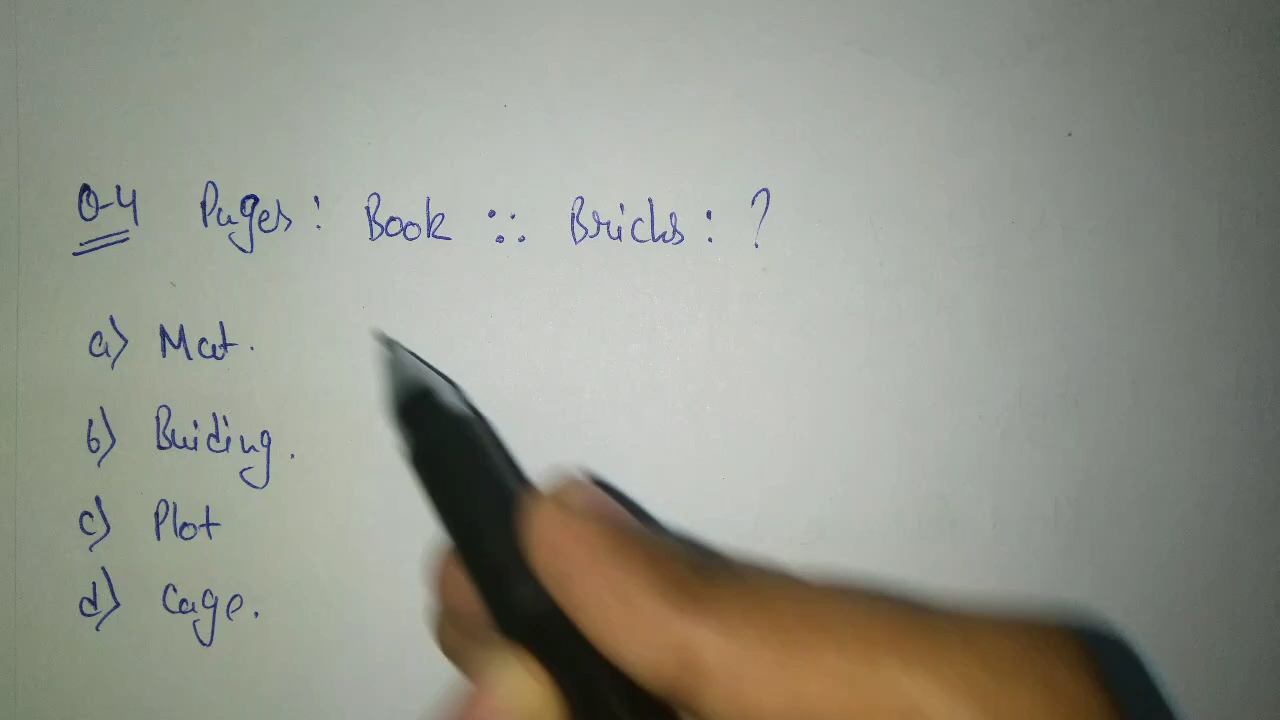 Q-4 Pages: Book :: Bricks: ?
a) Mat.
b) Buiding.
c) Plot
d) Cage.